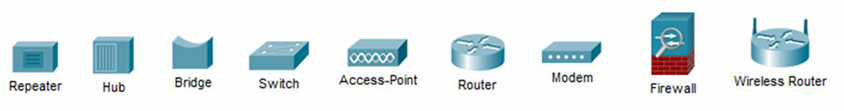 Repeater
Hub
Bridge
Switch
Access-Point
Router
Modem
Firewall
Wireless Router